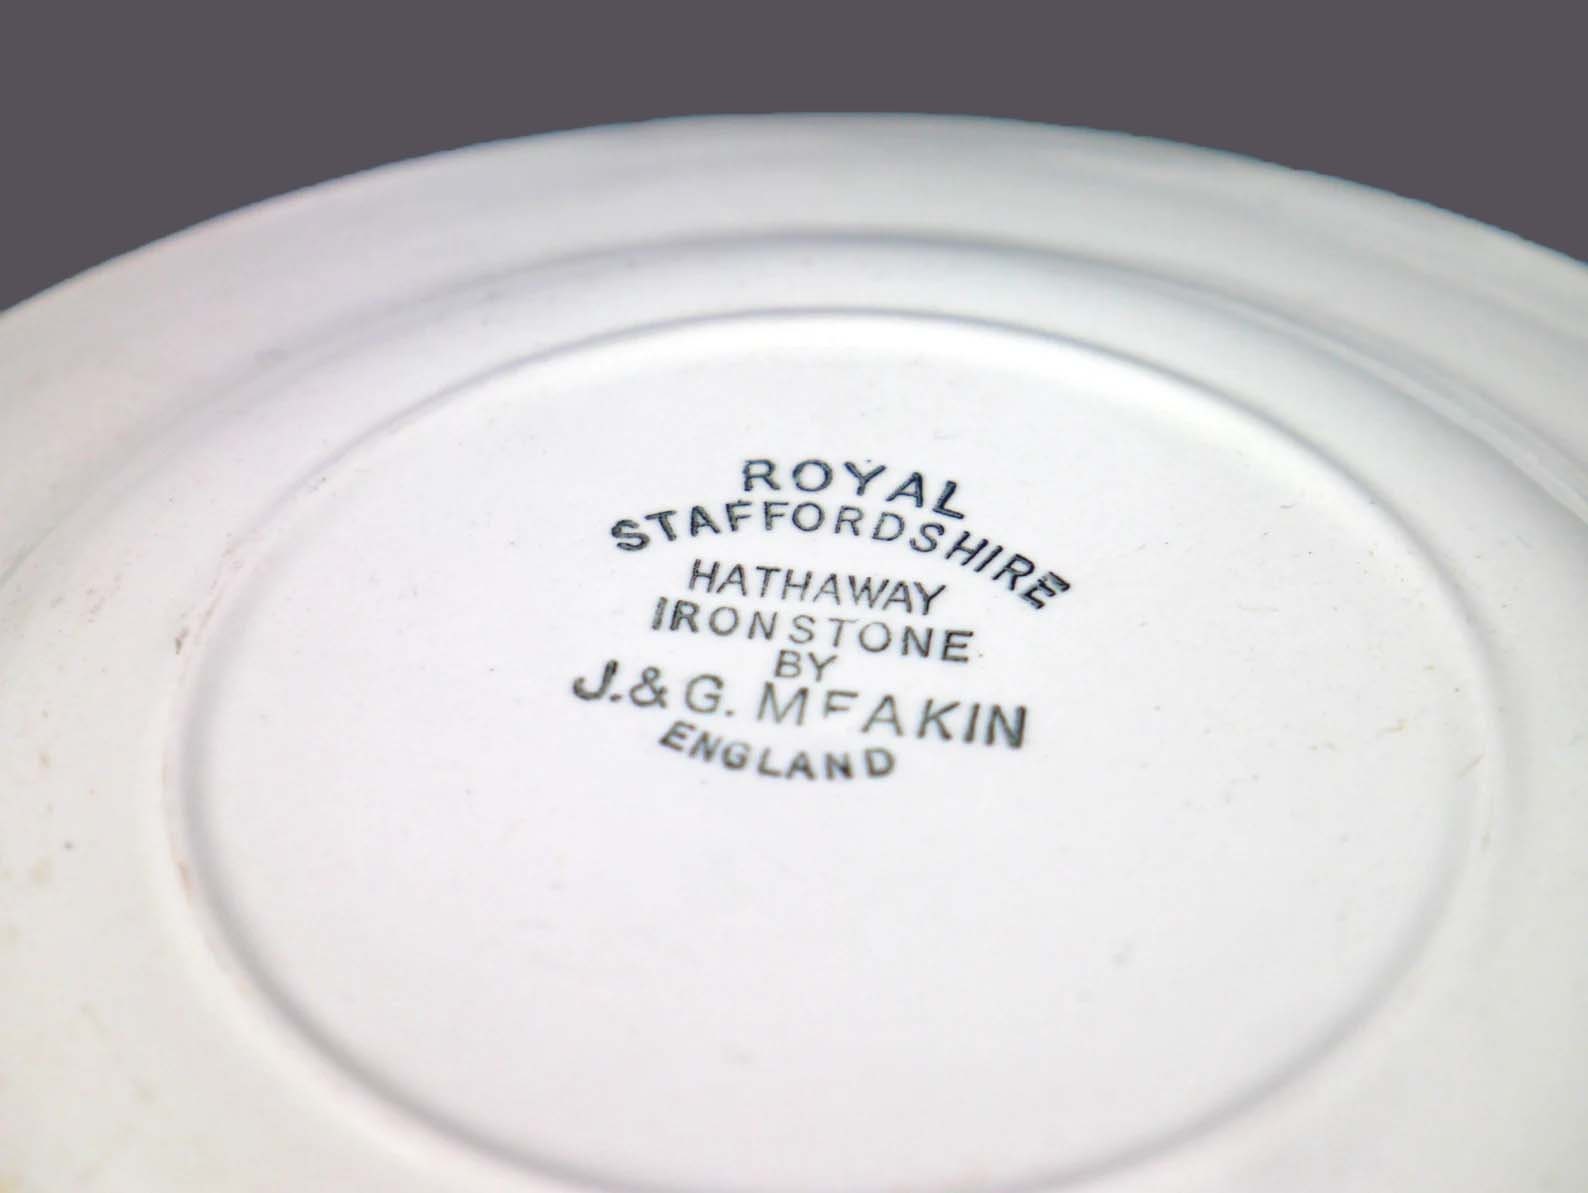 ROYAL
STAFFORDSHIRE
HATHAWAY
IRONSTONE
BY
J.& G. MEAKIN
ENGLAND